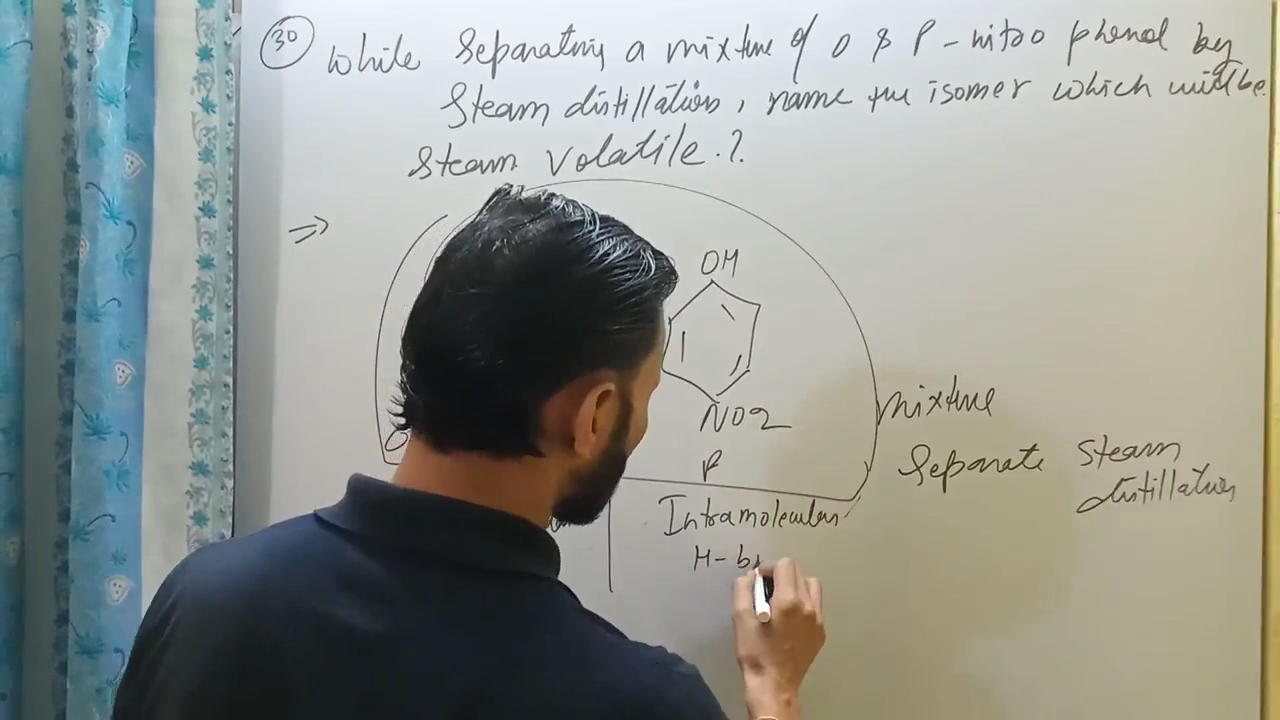 30 While Separating a mixture of o & P-nitro phenol by
Steam distillation, name the isomer which will be
Steam Volatile.?
⇒
OH
NO2
P
mixture
Separate Steam
distillation
Intramolecular
H-b